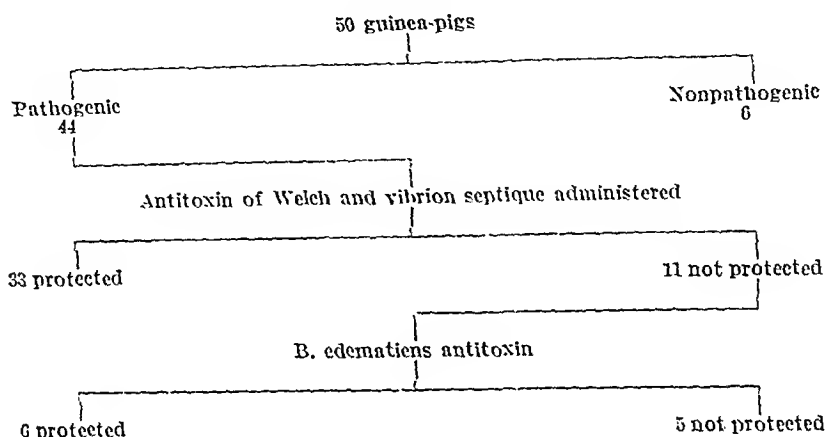 50 guinea-pigs
Pathogenic
44
Nonpathogenic
6
Antitoxin of Welch and vibrion septique administered
33 protected
11 not protected
B. edematiens antitoxin
6 protected
5 not protected